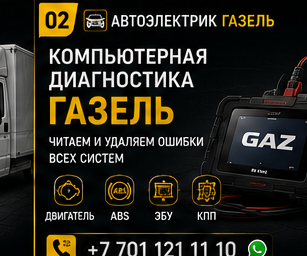 02 АВТОЭЛЕКТРИК ГАЗЕЛЬ
КОМПЬЮТЕРНАЯ
ДИАГНОСТИКА
ГАЗЕЛЬ
ЧИТАЕМ И УДАЛЯЕМ ОШИБКИ
ВСЕХ СИСТЕМ
GAZ
ABS
ДВИГАТЕЛЬ ABS ЭБУ КПП
+7 701 121 11 10